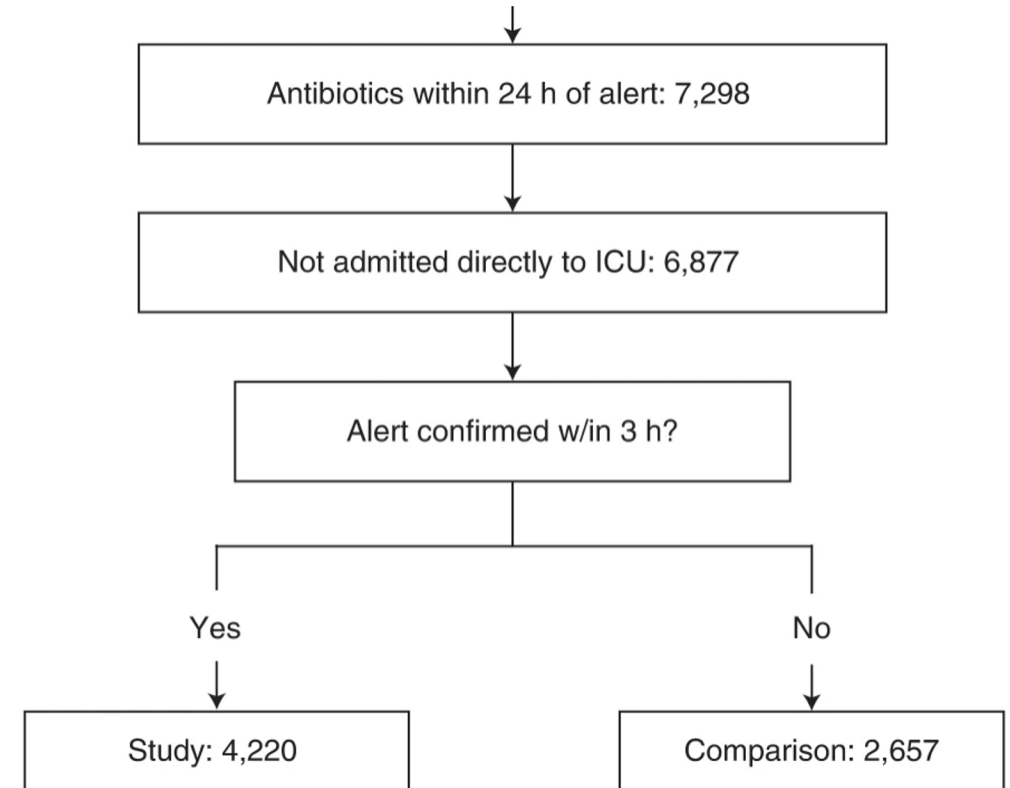 Antibiotics within 24 h of alert: 7,298
Not admitted directly to ICU: 6,877
Alert confirmed w/in 3 h?
Yes
No
Study: 4,220
Comparison: 2,657